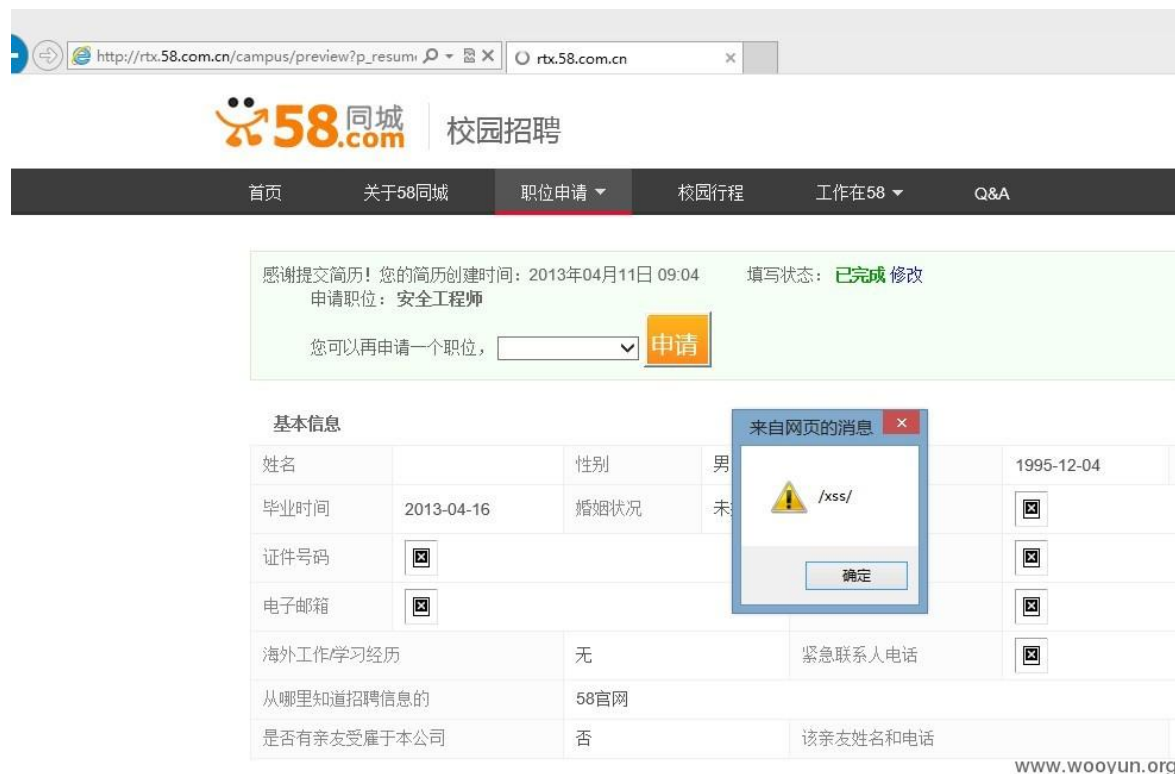 http://rtx.58.com.cn/campus/preview?p_resum
rtx.58.com.cn
58同城.com 校园招聘
首页 关于58同城 职位申请 校园行程 工作在58 Q&A
感谢提交简历！您的简历创建时间：2013年04月11日 09:04 填写状态：已完成 修改
申请职位：安全工程师
您可以再申请一个职位， 申请
基本信息
来自网页的消息
/xss/
确定
姓名 性别 男 1995-12-04
毕业时间 2013-04-16 婚姻状况 未
证件号码
电子邮箱
海外工作/学习经历 无 紧急联系人电话
从哪里知道招聘信息的 58官网
是否有亲友受雇于本公司 否 该亲友姓名和电话
www.wooyun.org